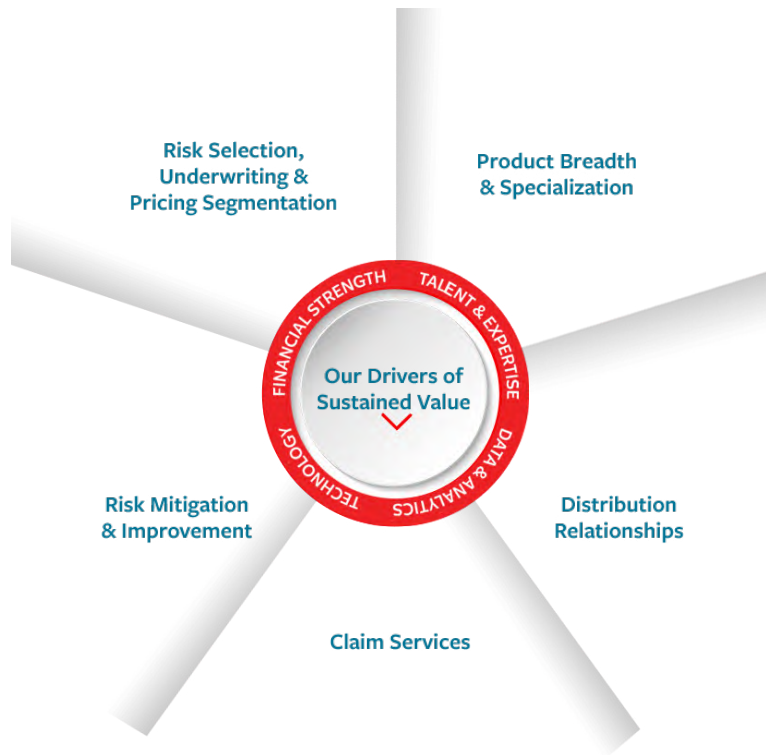 Risk Selection,
Underwriting &
Pricing Segmentation
Product Breadth
& Specialization
FINANCIAL STRENGTH
TALENT & EXPERTISE
Our Drivers of
Sustained Value
TECHNOLOGY
DATA & ANALYTICS
Risk Mitigation
& Improvement
Distribution
Relationships
Claim Services